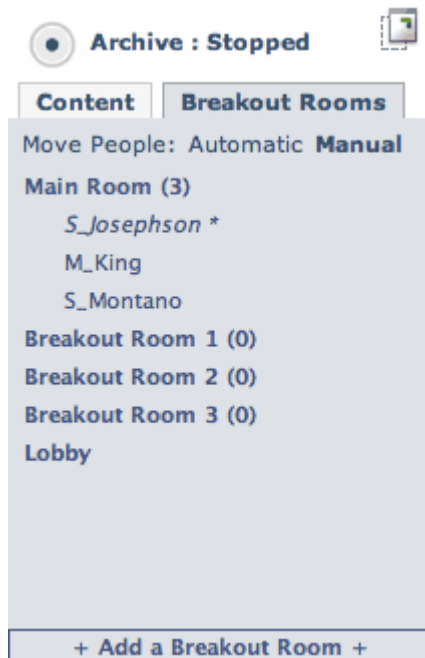 Archive : Stopped
Content Breakout Rooms
Move People: Automatic Manual
Main Room (3)
S_Josephson *
M_King
S_Montano
Breakout Room 1 (0)
Breakout Room 2 (0)
Breakout Room 3 (0)
Lobby
+ Add a Breakout Room +